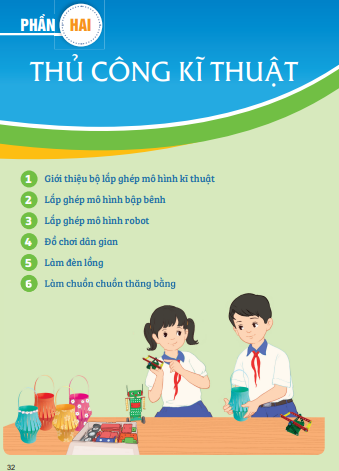 PHẦN HAI
THỦ CÔNG KĨ THUẬT
1 Giới thiệu bộ lắp ghép mô hình kĩ thuật
2 Lắp ghép mô hình bập bênh
3 Lắp ghép mô hình robot
4 Đồ chơi dân gian
5 Làm đèn lồng
6 Làm chuồn chuồn thăng bằng
32